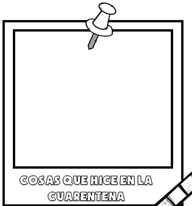 COSAS QUE HICE EN LA
CUARENTENA